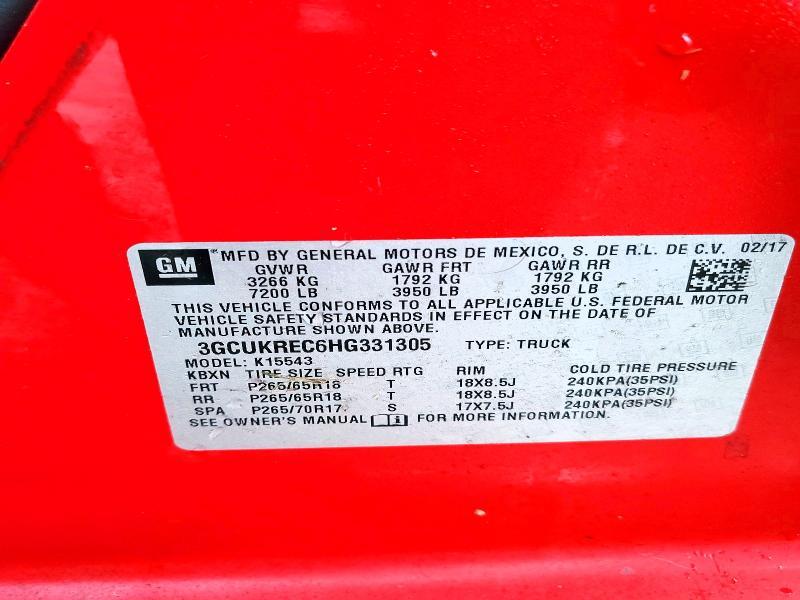 GM MFD BY GENERAL MOTORS DE MEXICO, S. DE R.L. DE C.V. 02/17
GVWR GAWR FRT GAWR RR
3266 KG 1792 KG 1792 KG
7200 LB 3950 LB 3950 LB
THIS VEHICLE CONFORMS TO ALL APPLICABLE U.S. FEDERAL MOTOR
VEHICLE SAFETY STANDARDS IN EFFECT ON THE DATE OF
MANUFACTURE SHOWN ABOVE.
3GCUKREC6HG331305 TYPE: TRUCK
MODEL: K15543
KBXN TIRE SIZE SPEED RTG RIM COLD TIRE PRESSURE
FRT P265/65R18 T 18X8.5J 240KPA(35PSI)
RR P265/65R18 T 18X8.5J 240KPA(35PSI)
SPA P265/70R17 S 17X7.5J 240KPA(35PSI)
SEE OWNER'S MANUAL FOR MORE INFORMATION.